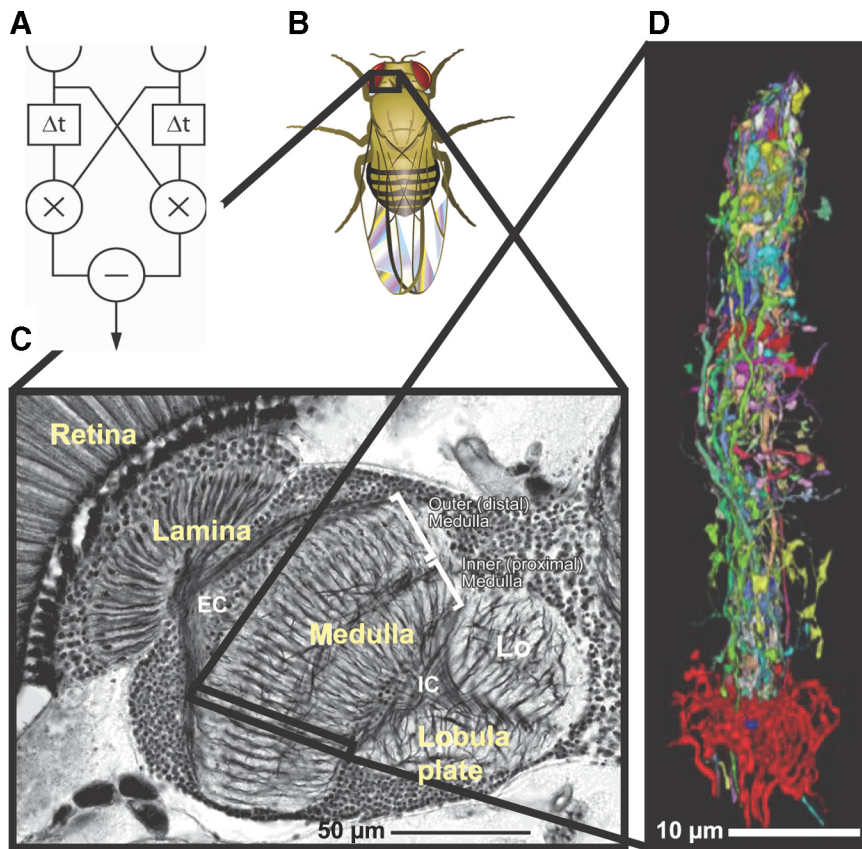 A
B
D
Δt
Δt
×
×
−
C
Retina
Lamina
Outer (distal)
Medulla
Inner (proximal)
Medulla
EC
Medulla
Lo
IC
Lobula
plate
50 μm
10 μm